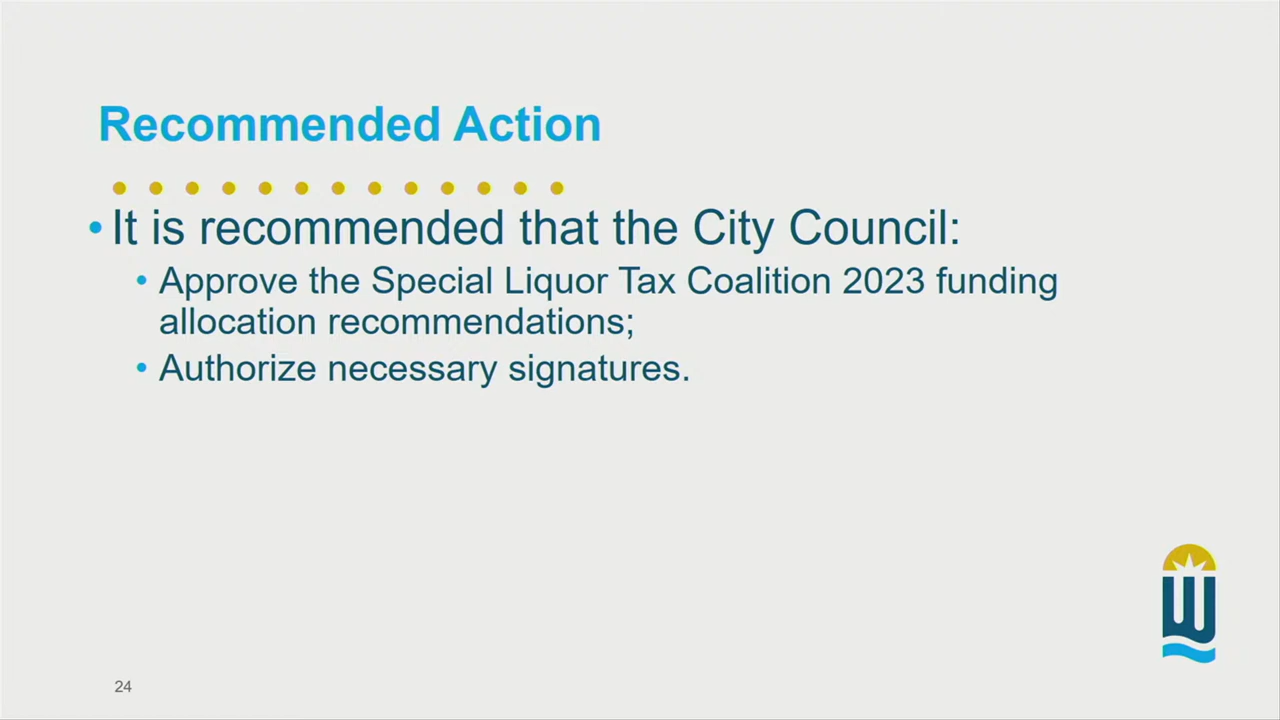 Recommended Action
• It is recommended that the City Council:
• Approve the Special Liquor Tax Coalition 2023 funding
allocation recommendations;
• Authorize necessary signatures.
W
24